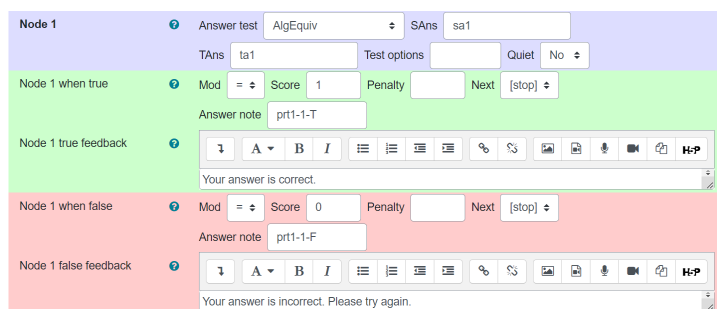 Node 1 Answer test AlgEquiv SAns sa1
TAns ta1 Test options Quiet No
Node 1 when true Mod = Score 1 Penalty Next [stop]
Answer note prt1-1-T
Node 1 true feedback A B I H-P
Your answer is correct.
Node 1 when false Mod = Score 0 Penalty Next [stop]
Answer note prt1-1-F
Node 1 false feedback A B I H-P
Your answer is incorrect. Please try again.